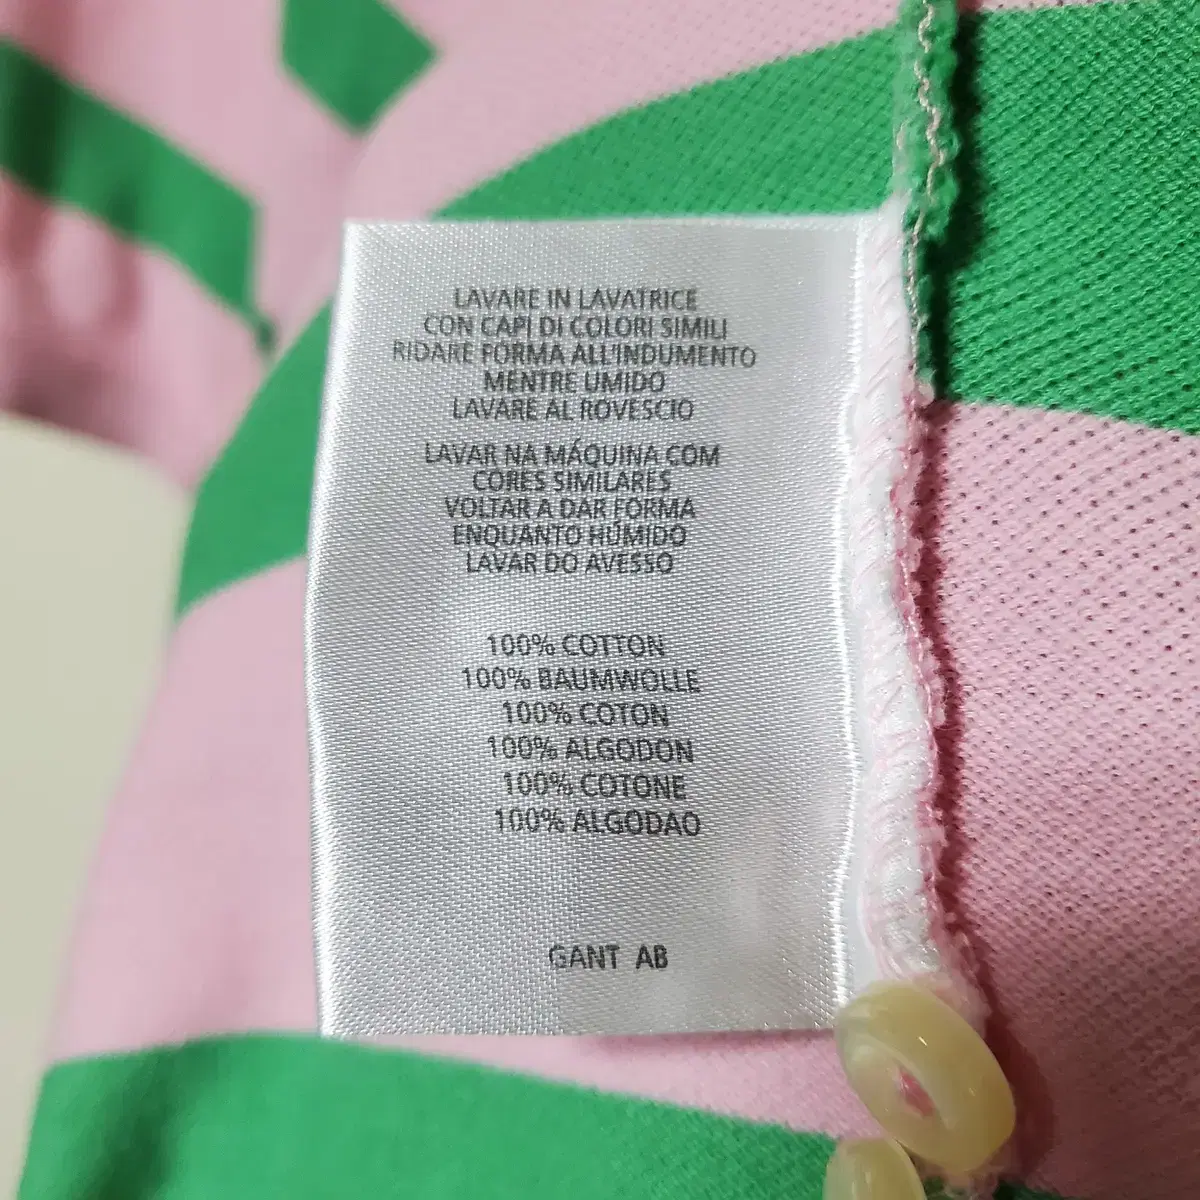 LAVARE IN LAVATRICE
CON CAPI DI COLORI SIMILI
RIDARE FORMA ALL'INDUMENTO
MENTRE UMIDO
LAVARE AL ROVESCIO
LAVAR NA MÁQUINA COM
CORES SIMILARES
VOLTAR A DAR FORMA
ENQUANTO HÚMIDO
LAVAR DO AVESSO
100% COTTON
100% BAUMWOLLE
100% COTON
100% ALGODON
100% COTONE
100% ALGODAO
GANT AB